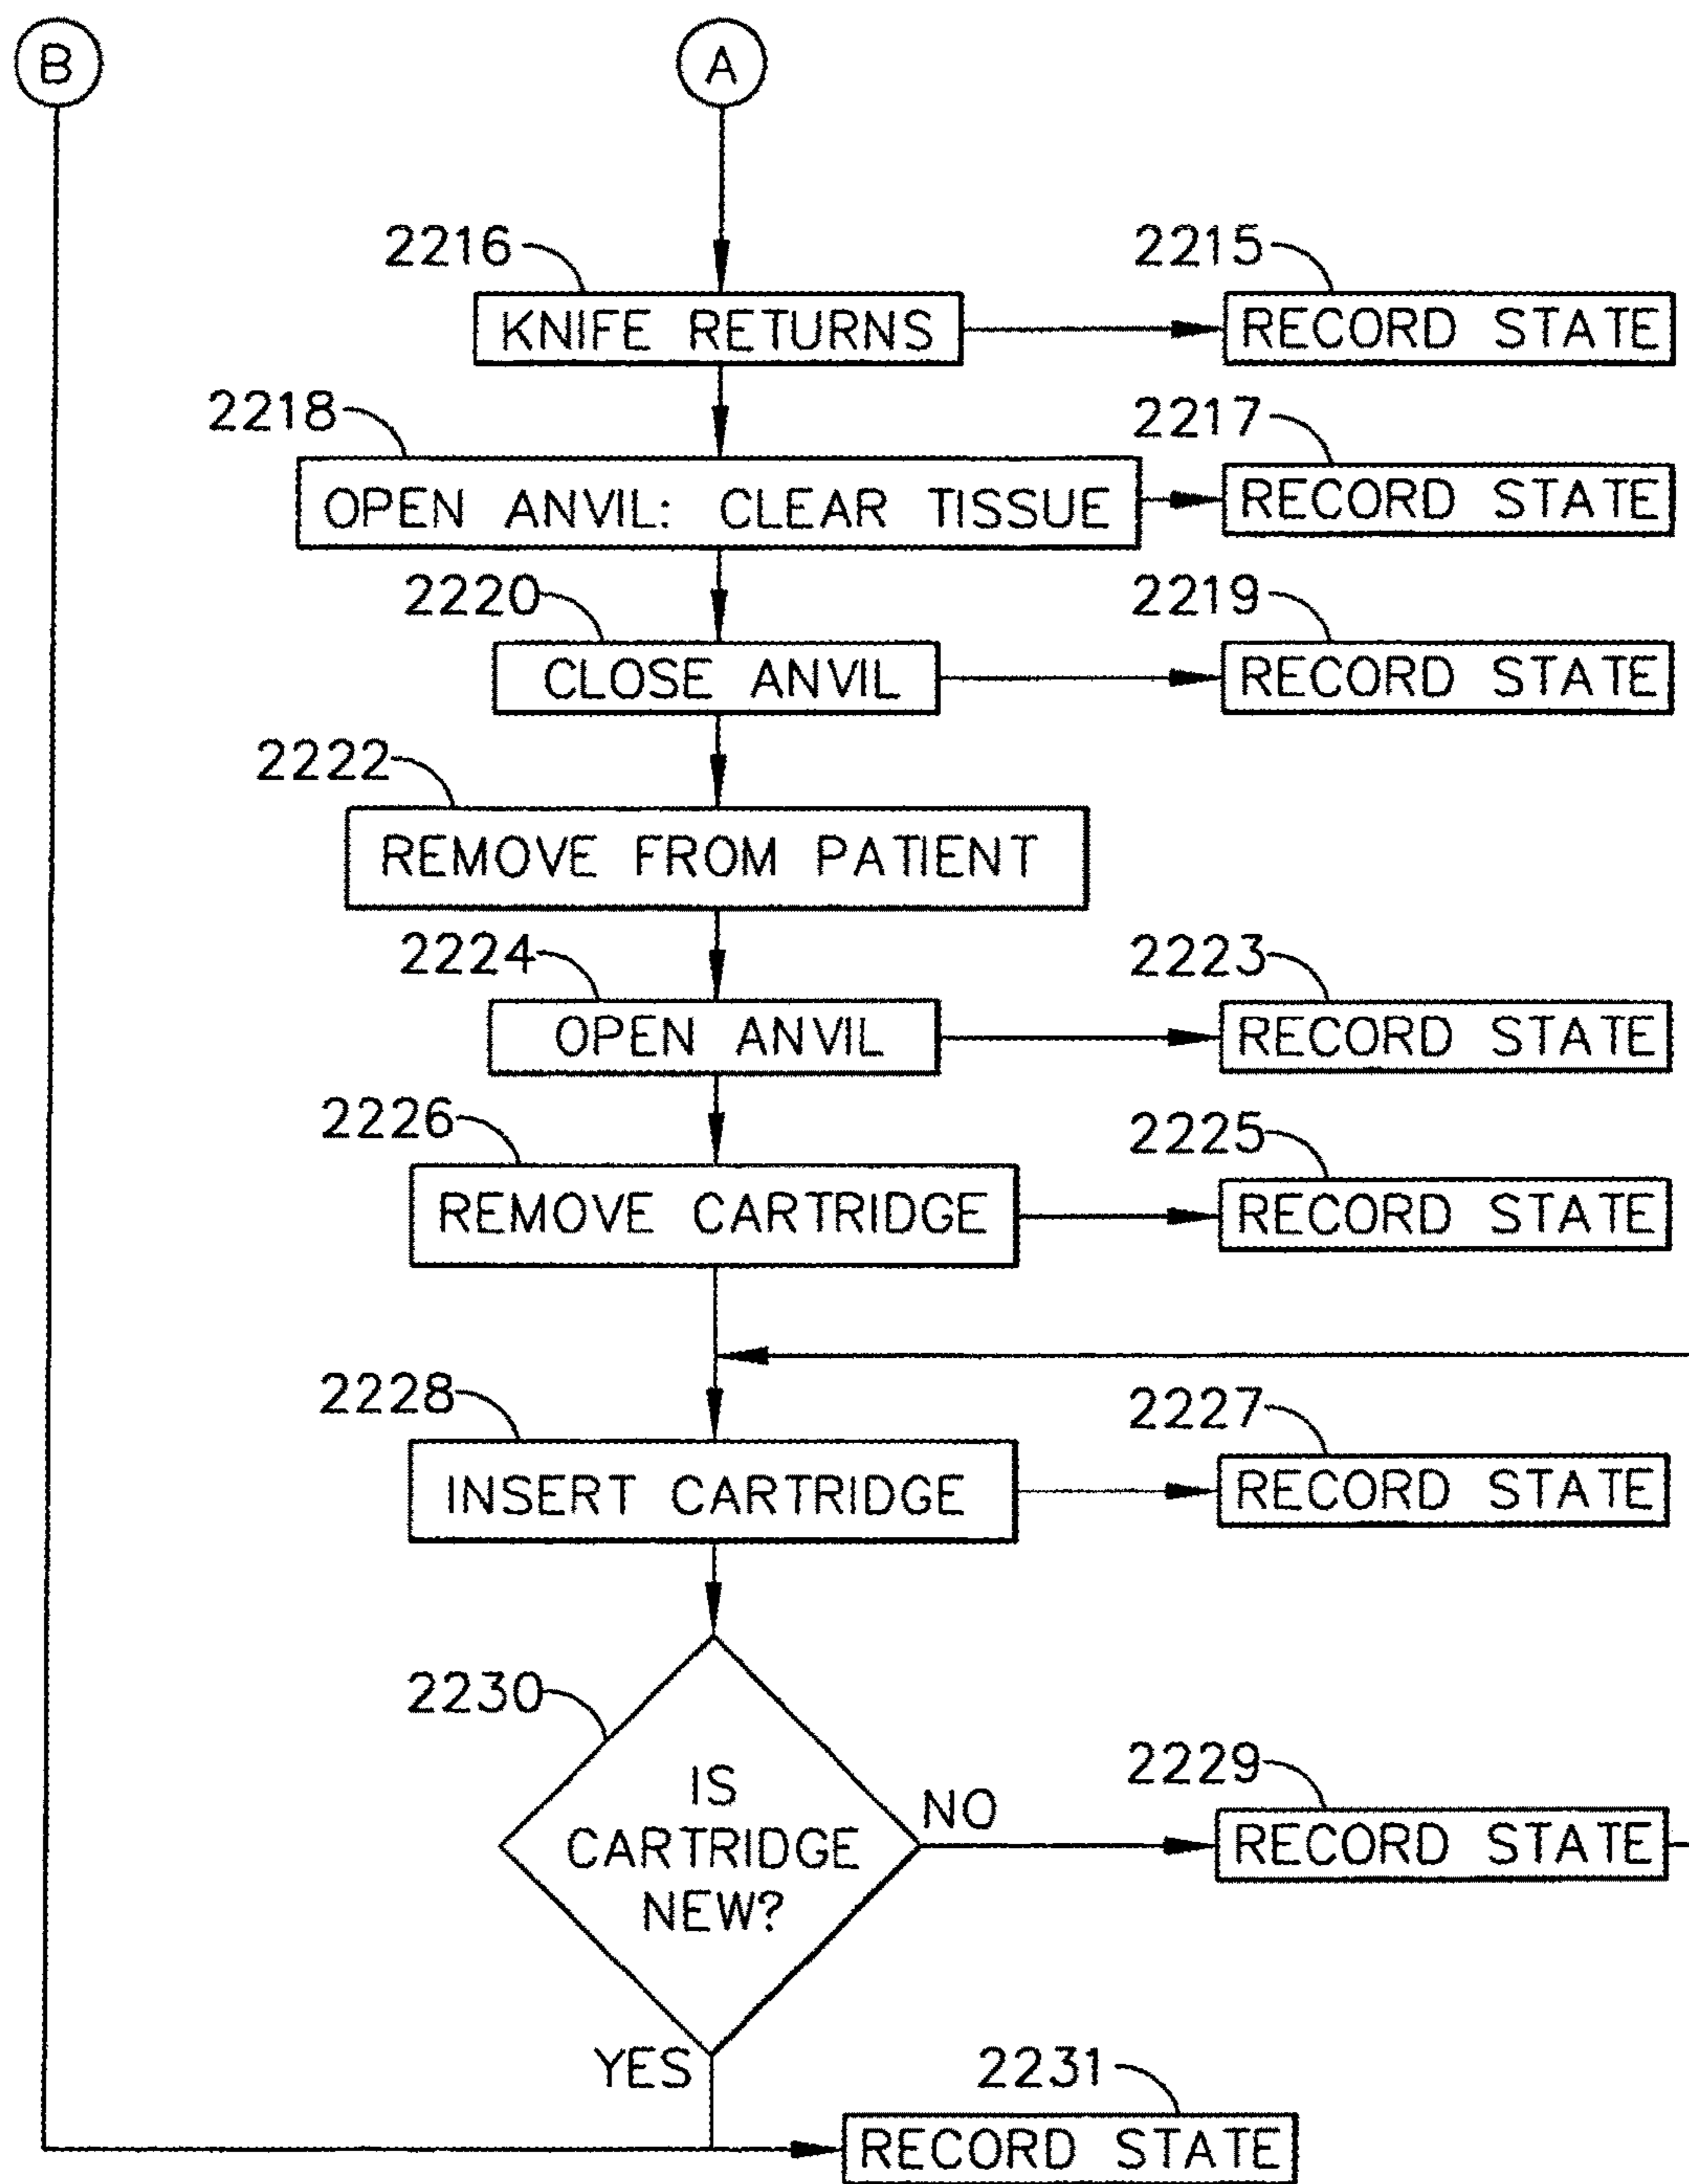 B
A
2216
2215
KNIFE RETURNS
RECORD STATE
2218
2217
OPEN ANVIL: CLEAR TISSUE
RECORD STATE
2220
2219
CLOSE ANVIL
RECORD STATE
2222
REMOVE FROM PATIENT
2224
2223
OPEN ANVIL
RECORD STATE
2226
2225
REMOVE CARTRIDGE
RECORD STATE
2228
2227
INSERT CARTRIDGE
RECORD STATE
2230
IS
CARTRIDGE
NEW?
NO
2229
RECORD STATE
YES
2231
RECORD STATE